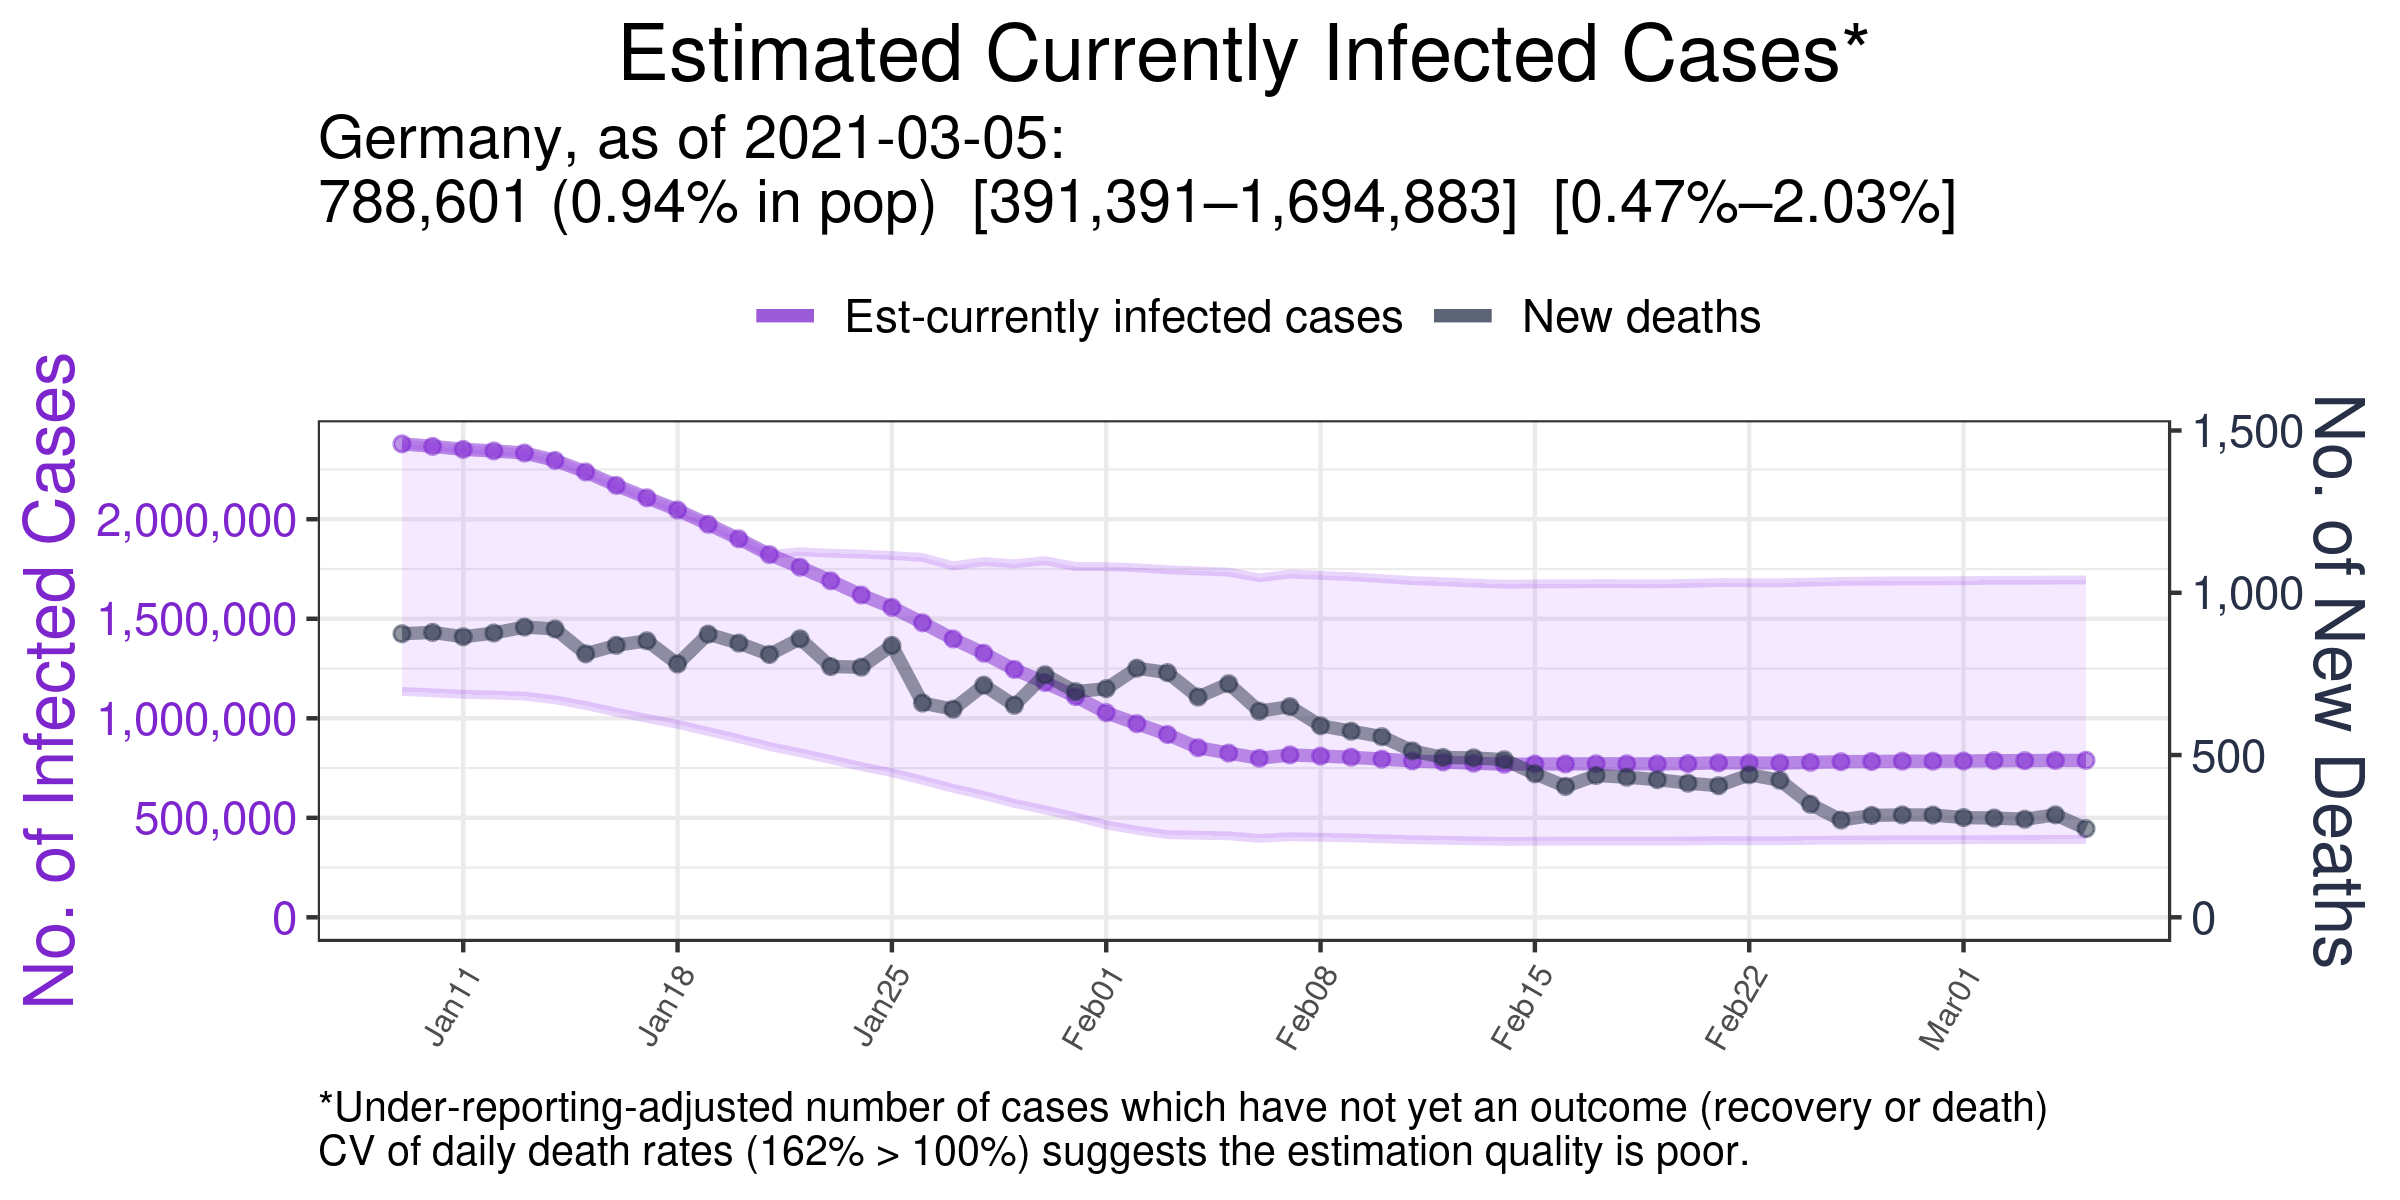 Estimated Currently Infected Cases*
Germany, as of 2021-03-05:
788,601 (0.94% in pop)  [391,391–1,694,883]  [0.47%–2.03%]
Est-currently infected cases
New deaths
No. of Infected Cases
2,000,000
1,500,000
1,000,000
500,000
0
1,500
1,000
500
0
No. of New Deaths
Jan11
Jan18
Jan25
Feb01
Feb08
Feb15
Feb22
Mar01
*Under-reporting-adjusted number of cases which have not yet an outcome (recovery or death)
CV of daily death rates (162% > 100%) suggests the estimation quality is poor.